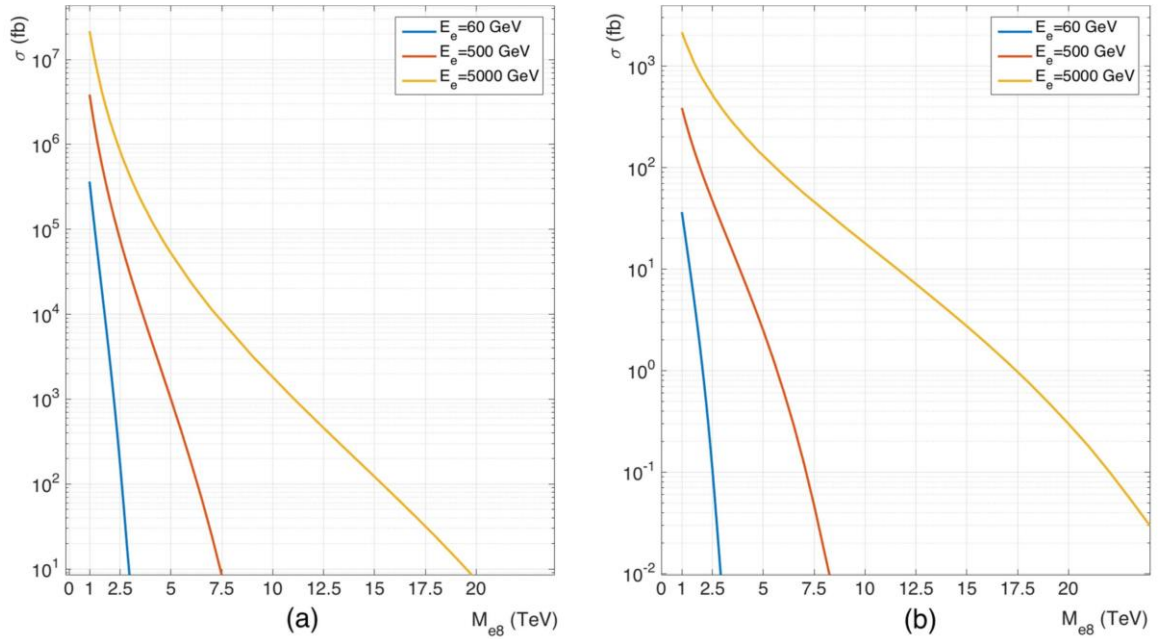 σ (fb)
10^7
10^6
10^5
10^4
10^3
10^2
10^1
0 1 2.5 5 7.5 10 12.5 15 17.5 20
(a)
M_e8 (TeV)
E_e=60 GeV
E_e=500 GeV
E_e=5000 GeV
σ (fb)
10^3
10^2
10^1
10^0
10^-1
10^-2
0 1 2.5 5 7.5 10 12.5 15 17.5 20
(b)
M_e8 (TeV)
E_e=60 GeV
E_e=500 GeV
E_e=5000 GeV